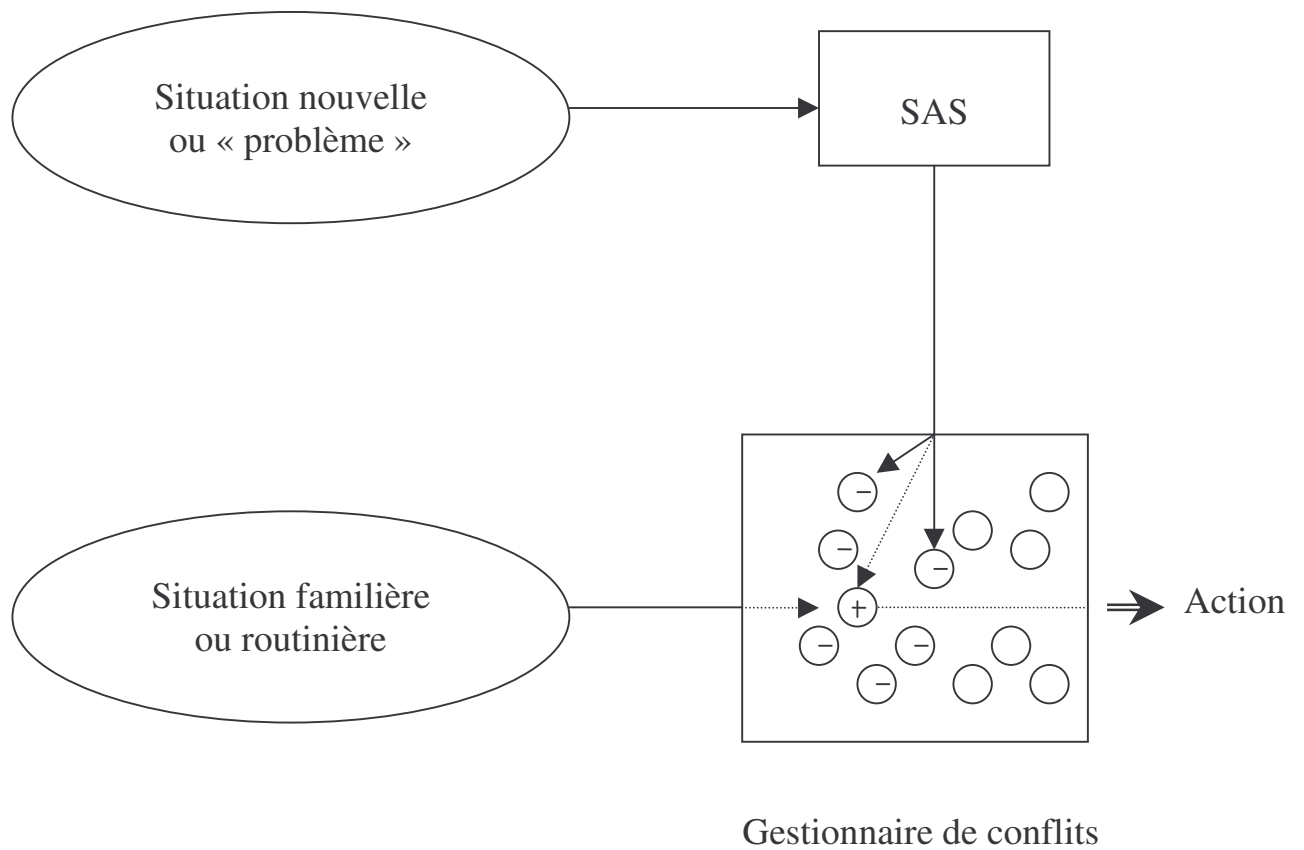 Situation nouvelle
ou « problème »
SAS
Situation familière
ou routinière
Action
Gestionnaire de conflits